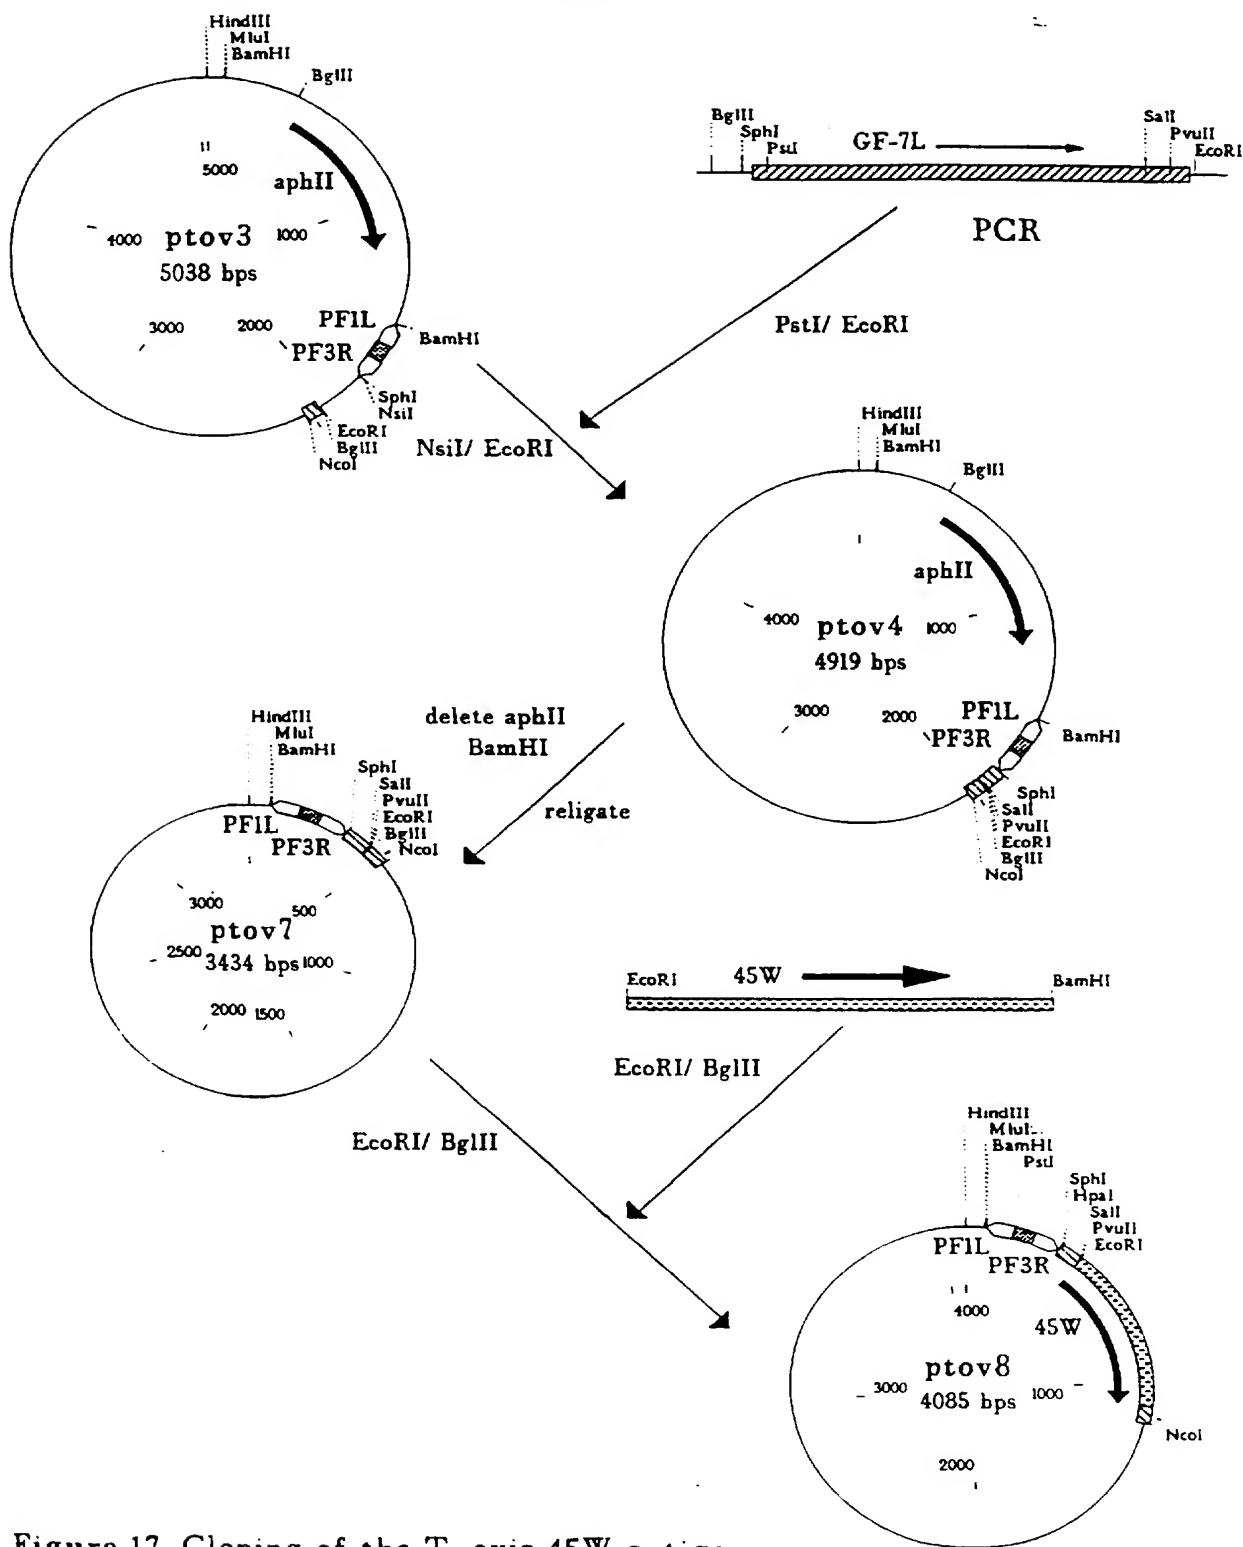 HindIII
MluI
BamHI
BglII
5000
aphII
4000
ptov3
1000
5038 bps
3000
2000
PF1L
PF3R
BamHI
SphI
NsiI
EcoRI
BglII
NcoI
BglII
SphI
PstI
GF-7L
SalI
PvuII
EcoRI
PCR
PstI/ EcoRI
NsiI/ EcoRI
HindIII
MluI
BamHI
BglII
aphII
4000
ptov4
1000
4919 bps
3000
2000
PF1L
PF3R
BamHI
SphI
SalI
PvuII
EcoRI
BglII
NcoI
delete aphII
BamHI
religate
HindIII
MluI
BamHI
SphI
SalI
PvuII
EcoRI
BglII
NcoI
PF1L
PF3R
3000
500
ptov7
2500
3434 bps
1000
2000
1500
EcoRI
45W
BamHI
EcoRI/ BglII
EcoRI/ BglII
HindIII
MluI
BamHI
PstI
SphI
HpaI
SalI
PvuII
EcoRI
PF1L
PF3R
4000
45W
ptov8
3000
4085 bps
1000
2000
NcoI
Figure 17 Cloning of the T. ovis 45W antigen